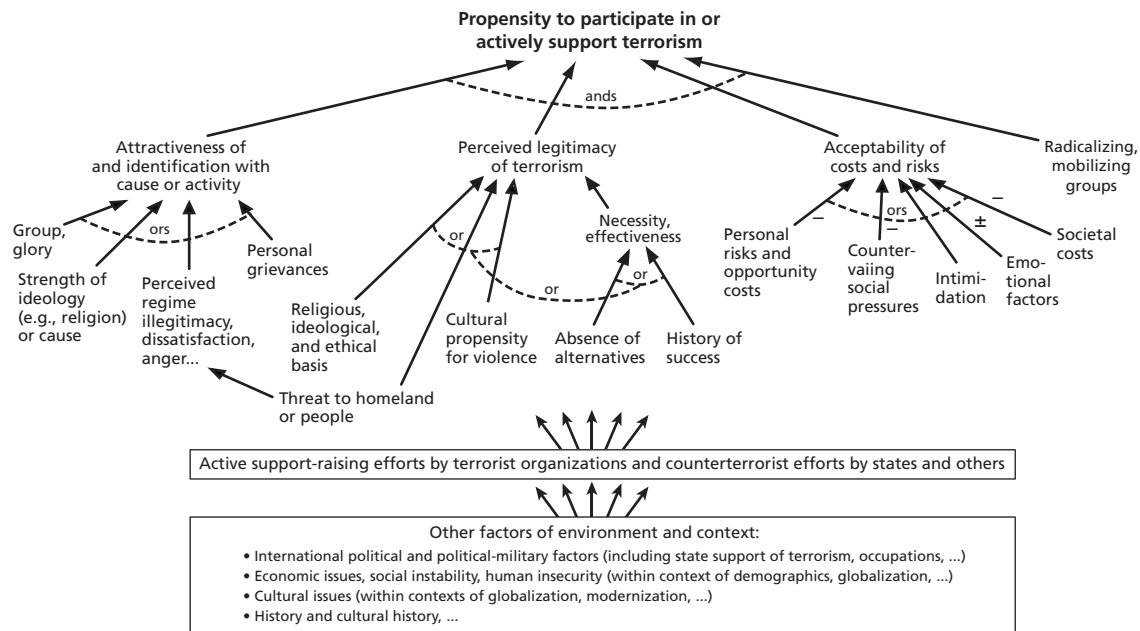 Propensity to participate in or
actively support terrorism
ands
Attractiveness of
and identification with
cause or activity
Perceived legitimacy
of terrorism
Acceptability of
costs and risks
Radicalizing,
mobilizing
groups
Group,
glory
ors
Strength of
ideology
(e.g., religion)
or cause
Perceived
regime
illegitimacy,
dissatisfaction,
anger...
Personal
grievances
or
Religious,
ideological,
and ethical
basis
Threat to homeland
or people
Cultural
propensity
for violence
or
Necessity,
effectiveness
or
Absence of
alternatives
History of
success
–
ors
–
±
–
Personal
risks and
opportunity
costs
Counter-
vaiing
social
pressures
Intimi-
dation
Emo-
tional
factors
Societal
costs
Active support-raising efforts by terrorist organizations and counterterrorist efforts by states and others
Other factors of environment and context:
• International political and political-military factors (including state support of terrorism, occupations, ...)
• Economic issues, social instability, human insecurity (within context of demographics, globalization, ...)
• Cultural issues (within contexts of globalization, modernization, ...)
• History and cultural history, ...